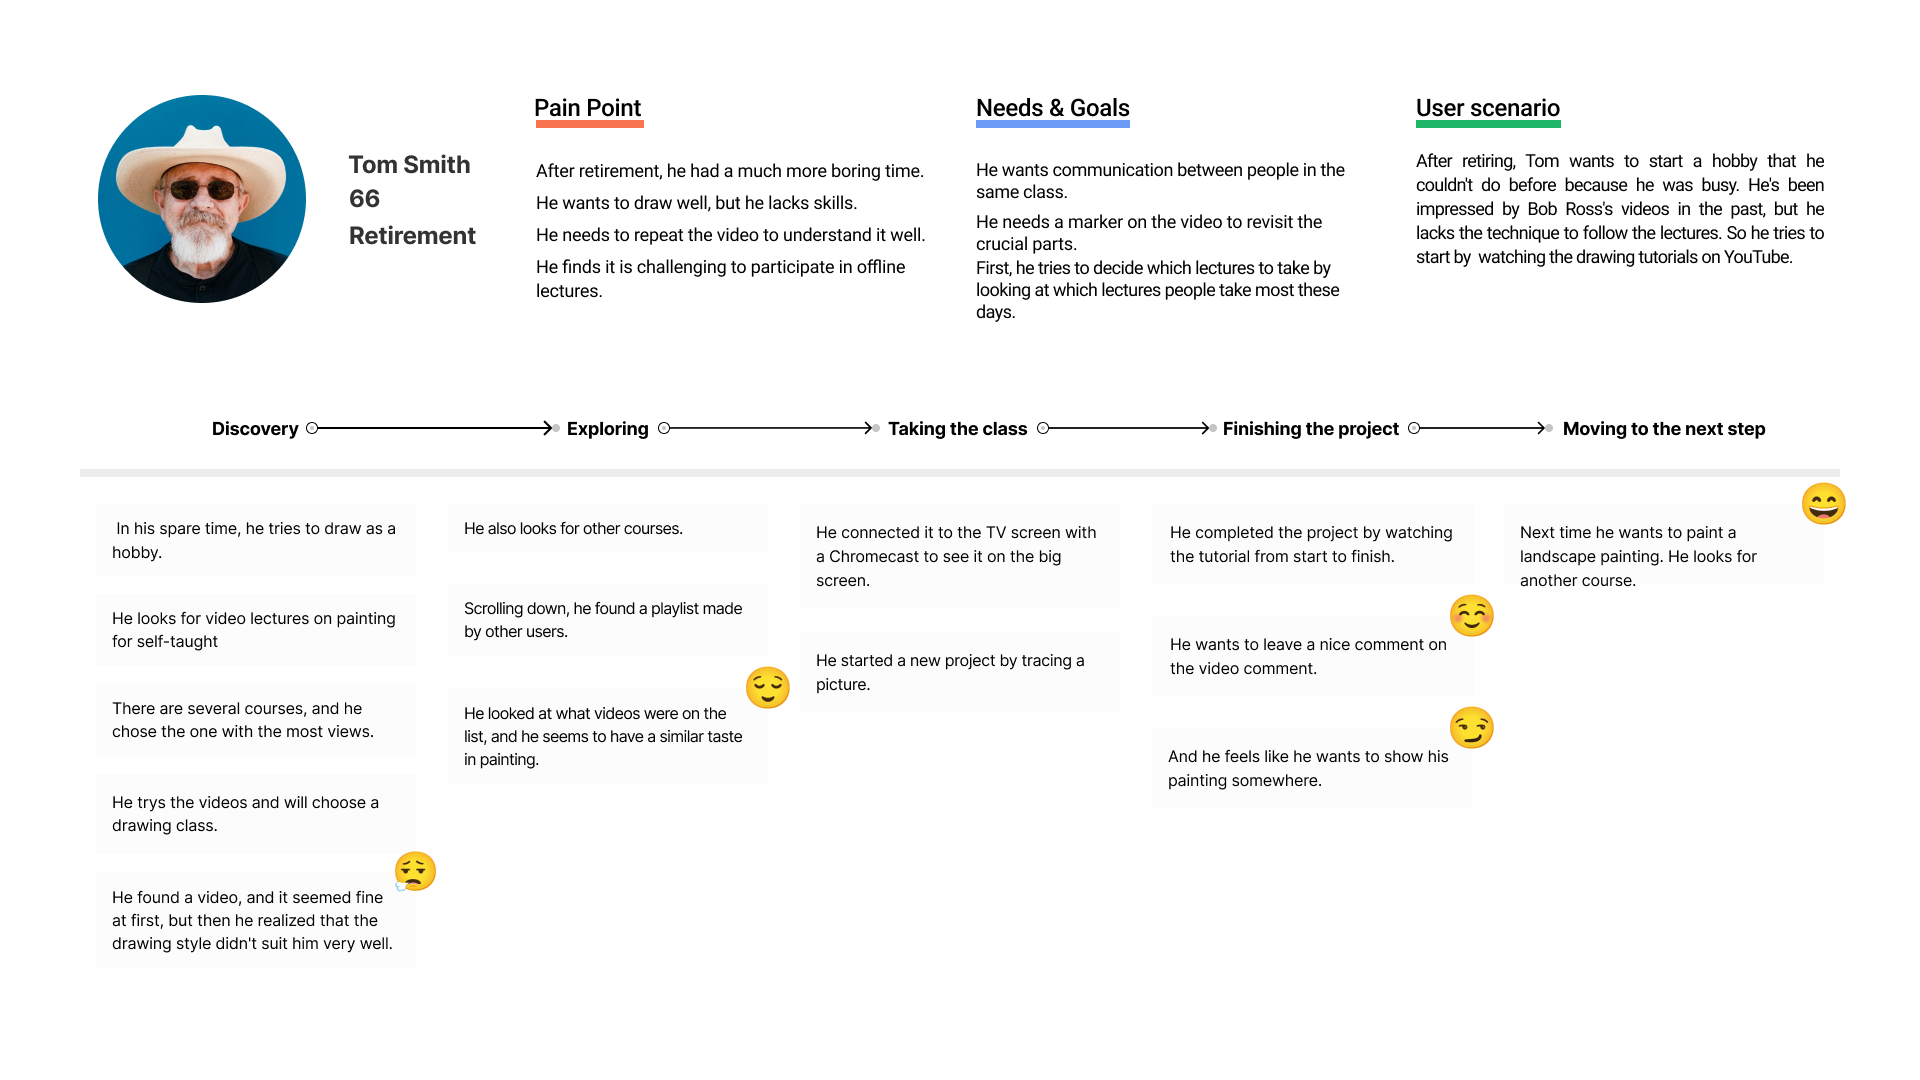 Tom Smith
66
Retirement
Pain Point
After retirement, he had a much more boring time.
He wants to draw well, but he lacks skills.
He needs to repeat the video to understand it well.
He finds it is challenging to participate in offline
lectures.
Needs & Goals
He wants communication between people in the
same class.
He needs a marker on the video to revisit the
crucial parts.
First, he tries to decide which lectures to take by
looking at which lectures people take most these
days.
User scenario
After retiring, Tom wants to start a hobby that he
couldn't do before because he was busy. He's been
impressed by Bob Ross's videos in the past, but he
lacks the technique to follow the lectures. So he tries to
start by watching the drawing tutorials on YouTube.
Discovery
Exploring
Taking the class
Finishing the project
Moving to the next step
In his spare time, he tries to draw as a
hobby.
He looks for video lectures on painting
for self-taught
There are several courses, and he
chose the one with the most views.
He trys the videos and will choose a
drawing class.
He found a video, and it seemed fine
at first, but then he realized that the
drawing style didn't suit him very well.
He also looks for other courses.
Scrolling down, he found a playlist made
by other users.
He looked at what videos were on the
list, and he seems to have a similar taste
in painting.
He connected it to the TV screen with
a Chromecast to see it on the big
screen.
He started a new project by tracing a
picture.
He completed the project by watching
the tutorial from start to finish.
He wants to leave a nice comment on
the video comment.
And he feels like he wants to show his
painting somewhere.
Next time he wants to paint a
landscape painting. He looks for
another course.